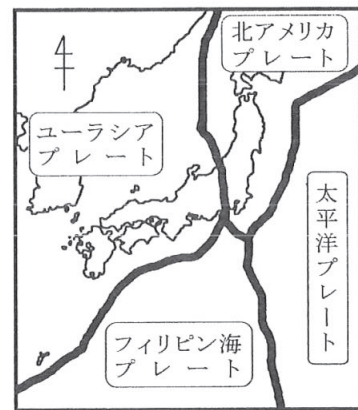 北アメリカ
プレート
ユーラシア
プレート
太平洋プレート
フィリピン海
プレート